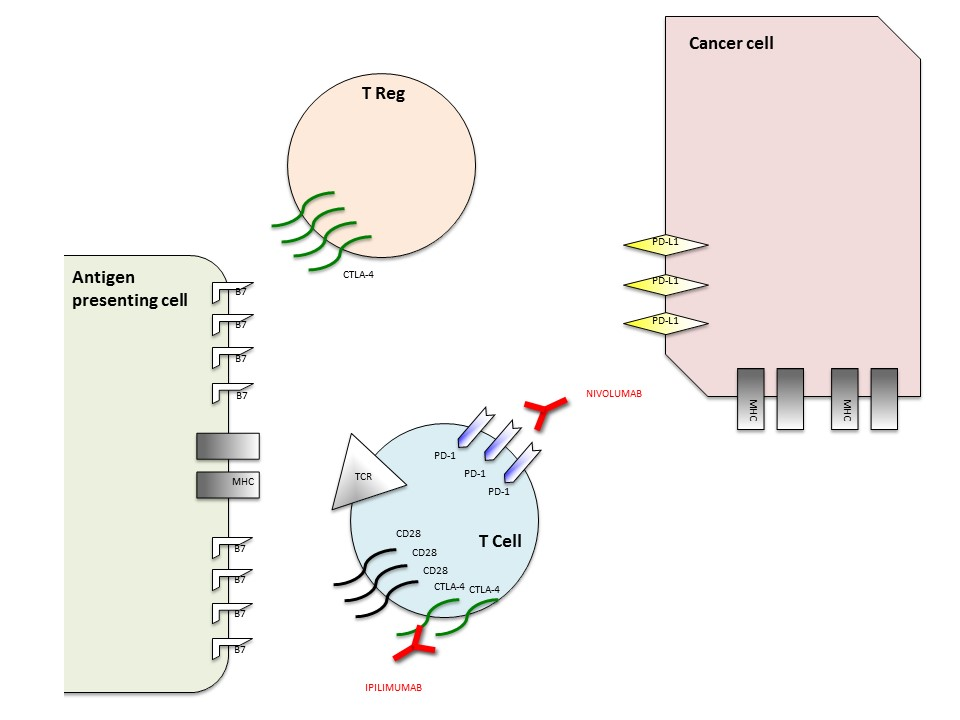 Cancer cell
T Reg
PD-L1
PD-L1
PD-L1
CTLA-4
Antigen
presenting cell
B7
B7
B7
B7
MHC
MHC
NIVOLUMAB
PD-1
PD-1
PD-1
TCR
MHC
CD28
CD28
CD28
T Cell
CTLA-4
CTLA-4
B7
B7
B7
B7
IPILIMUMAB